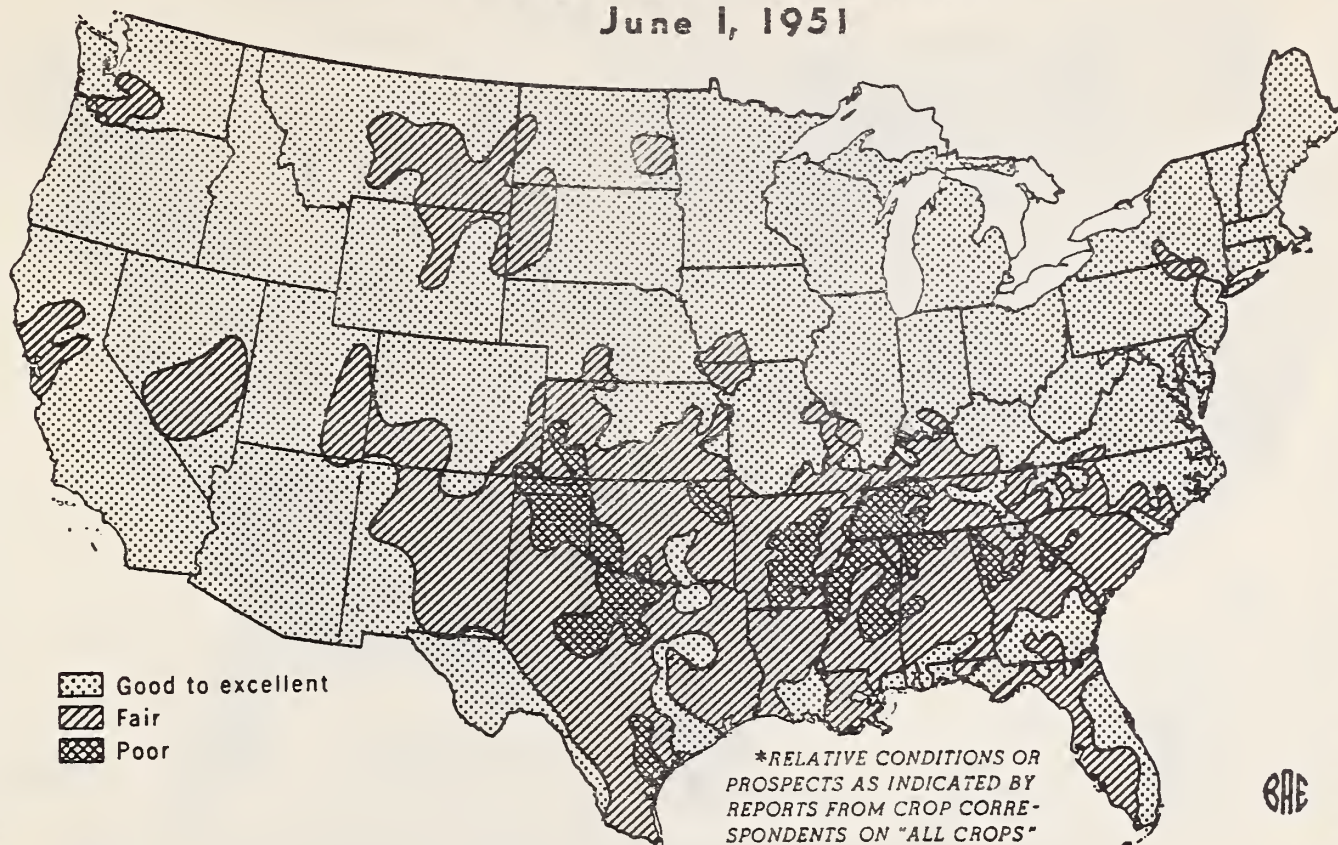 June 1, 1951
Good to excellent
Fair
Poor
*RELATIVE CONDITIONS OR
PROSPECTS AS INDICATED BY
REPORTS FROM CROP CORRE-
SPONDENTS ON "ALL CROPS"
BAE